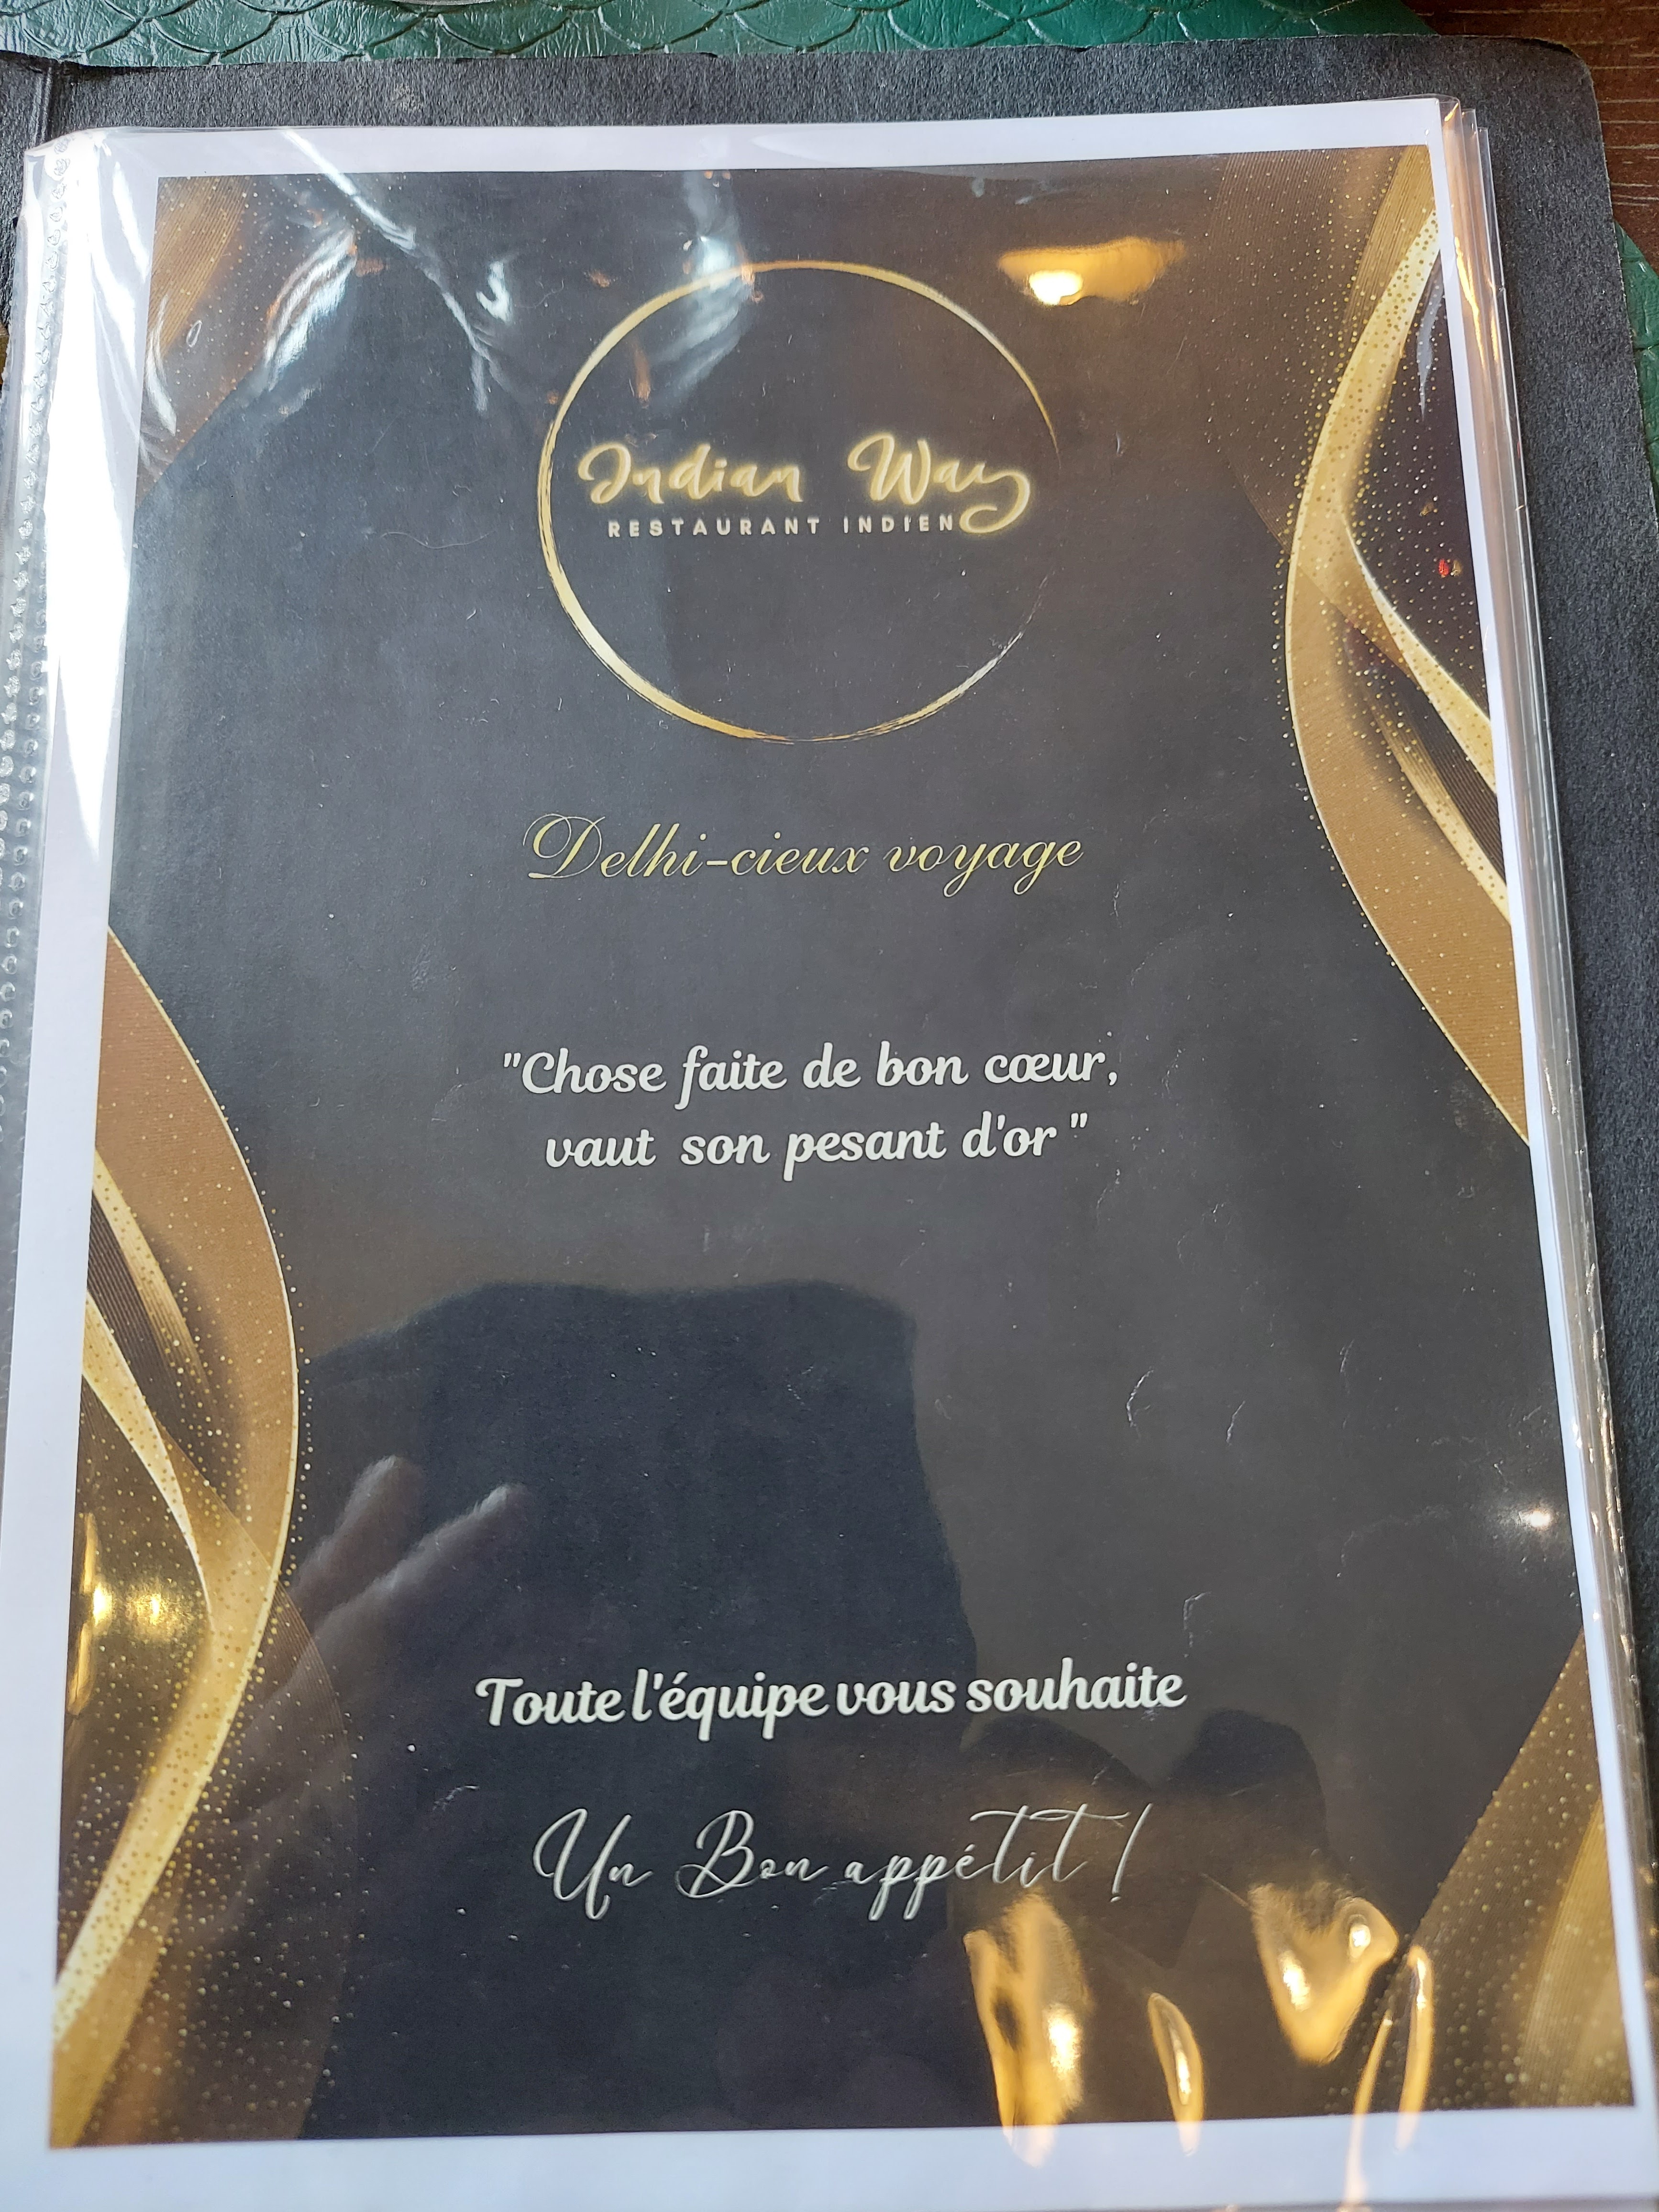 Indian Way
RESTAURANT INDIEN
Delhi-cieux voyage
"Chose faite de bon cœur,
vaut son pesant d'or "
Toute l'équipe vous souhaite
Un Bon appétit !